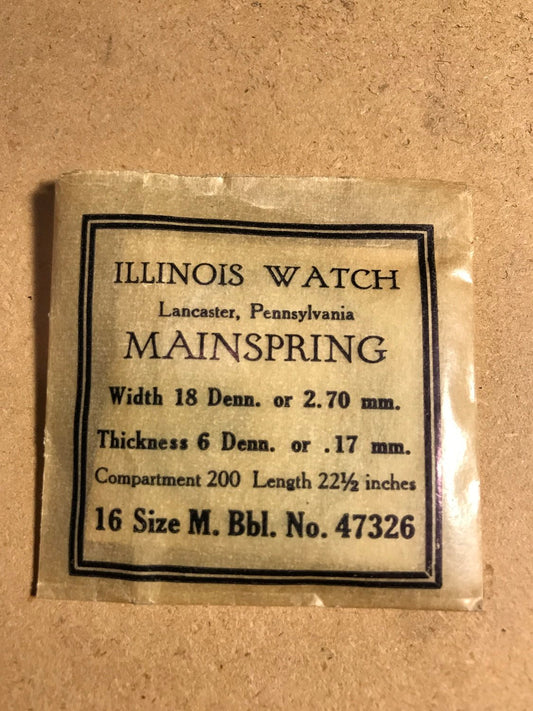 ILLINOIS WATCH
Lancaster, Pennsylvania
MAINSPRING
Width 18 Denn. or 2.70 mm.
Thickness 6 Denn. or .17 mm.
Compartment 200 Length 22½ inches
16 Size M. Bbl. No. 47326